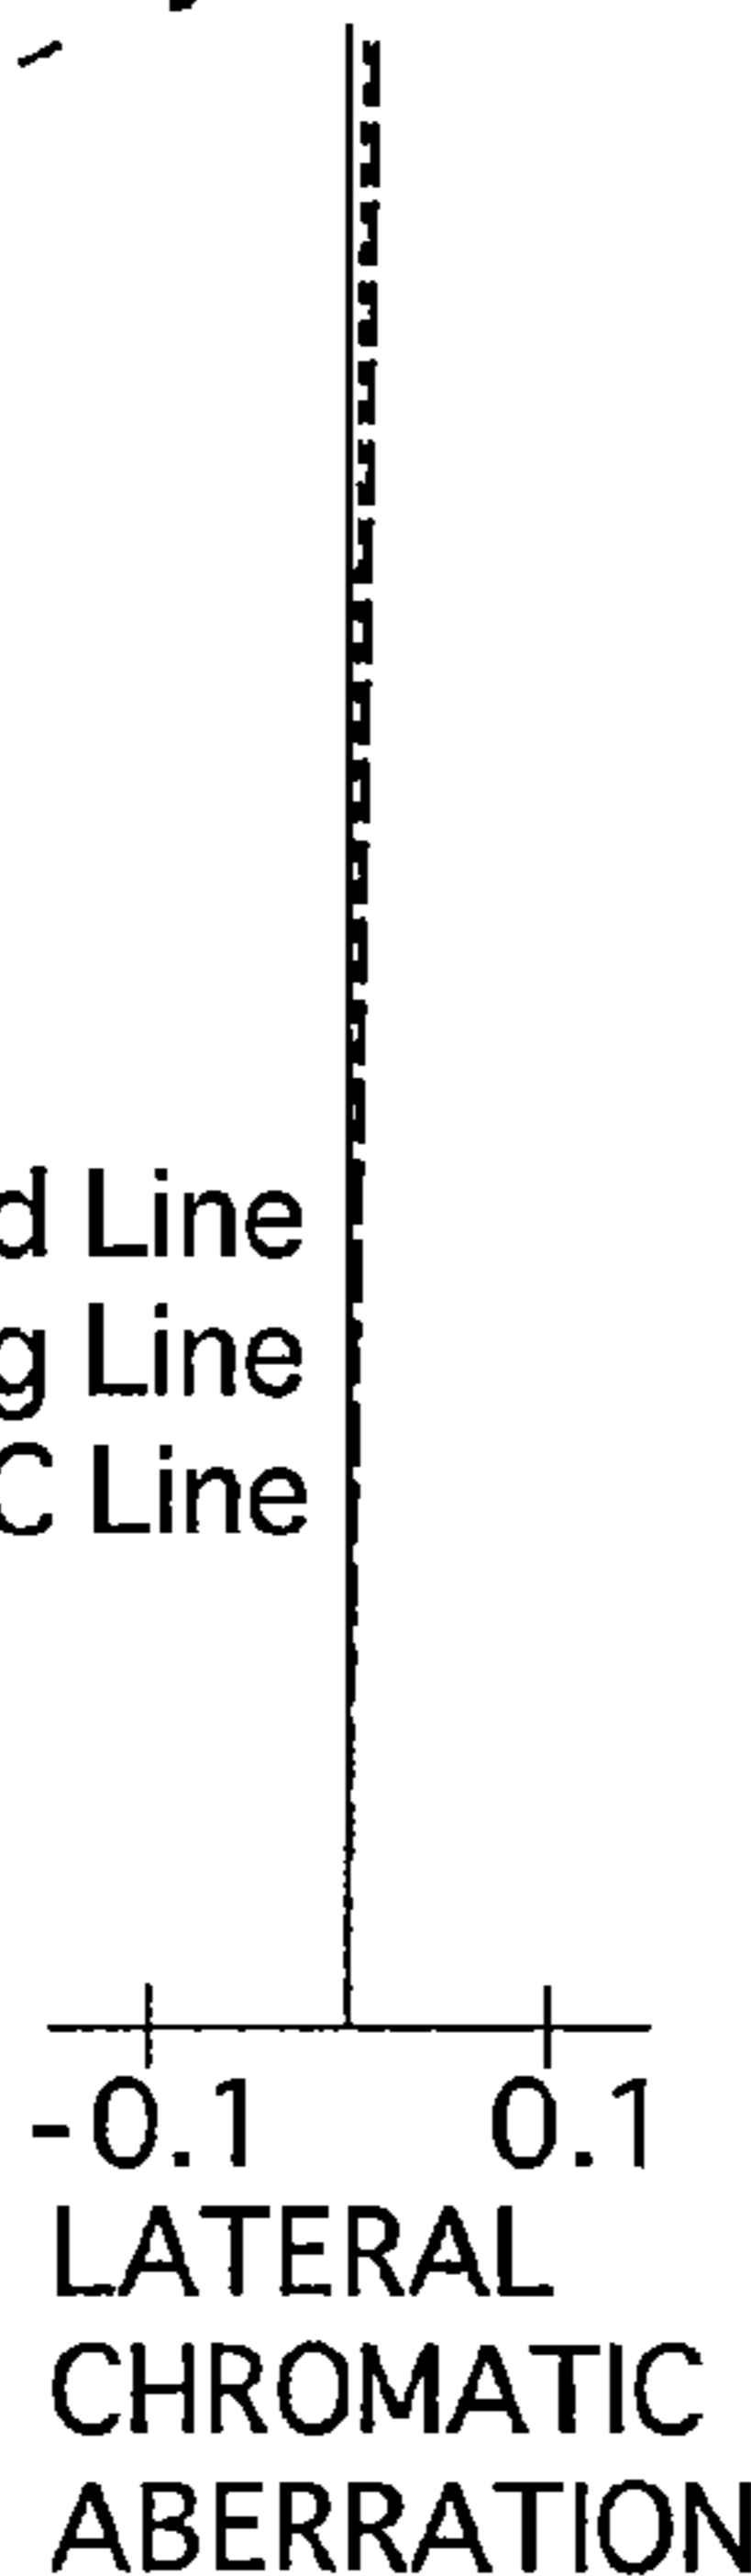 d Line
g Line
C Line
-0.1 0.1
LATERAL
CHROMATIC
ABERRATION